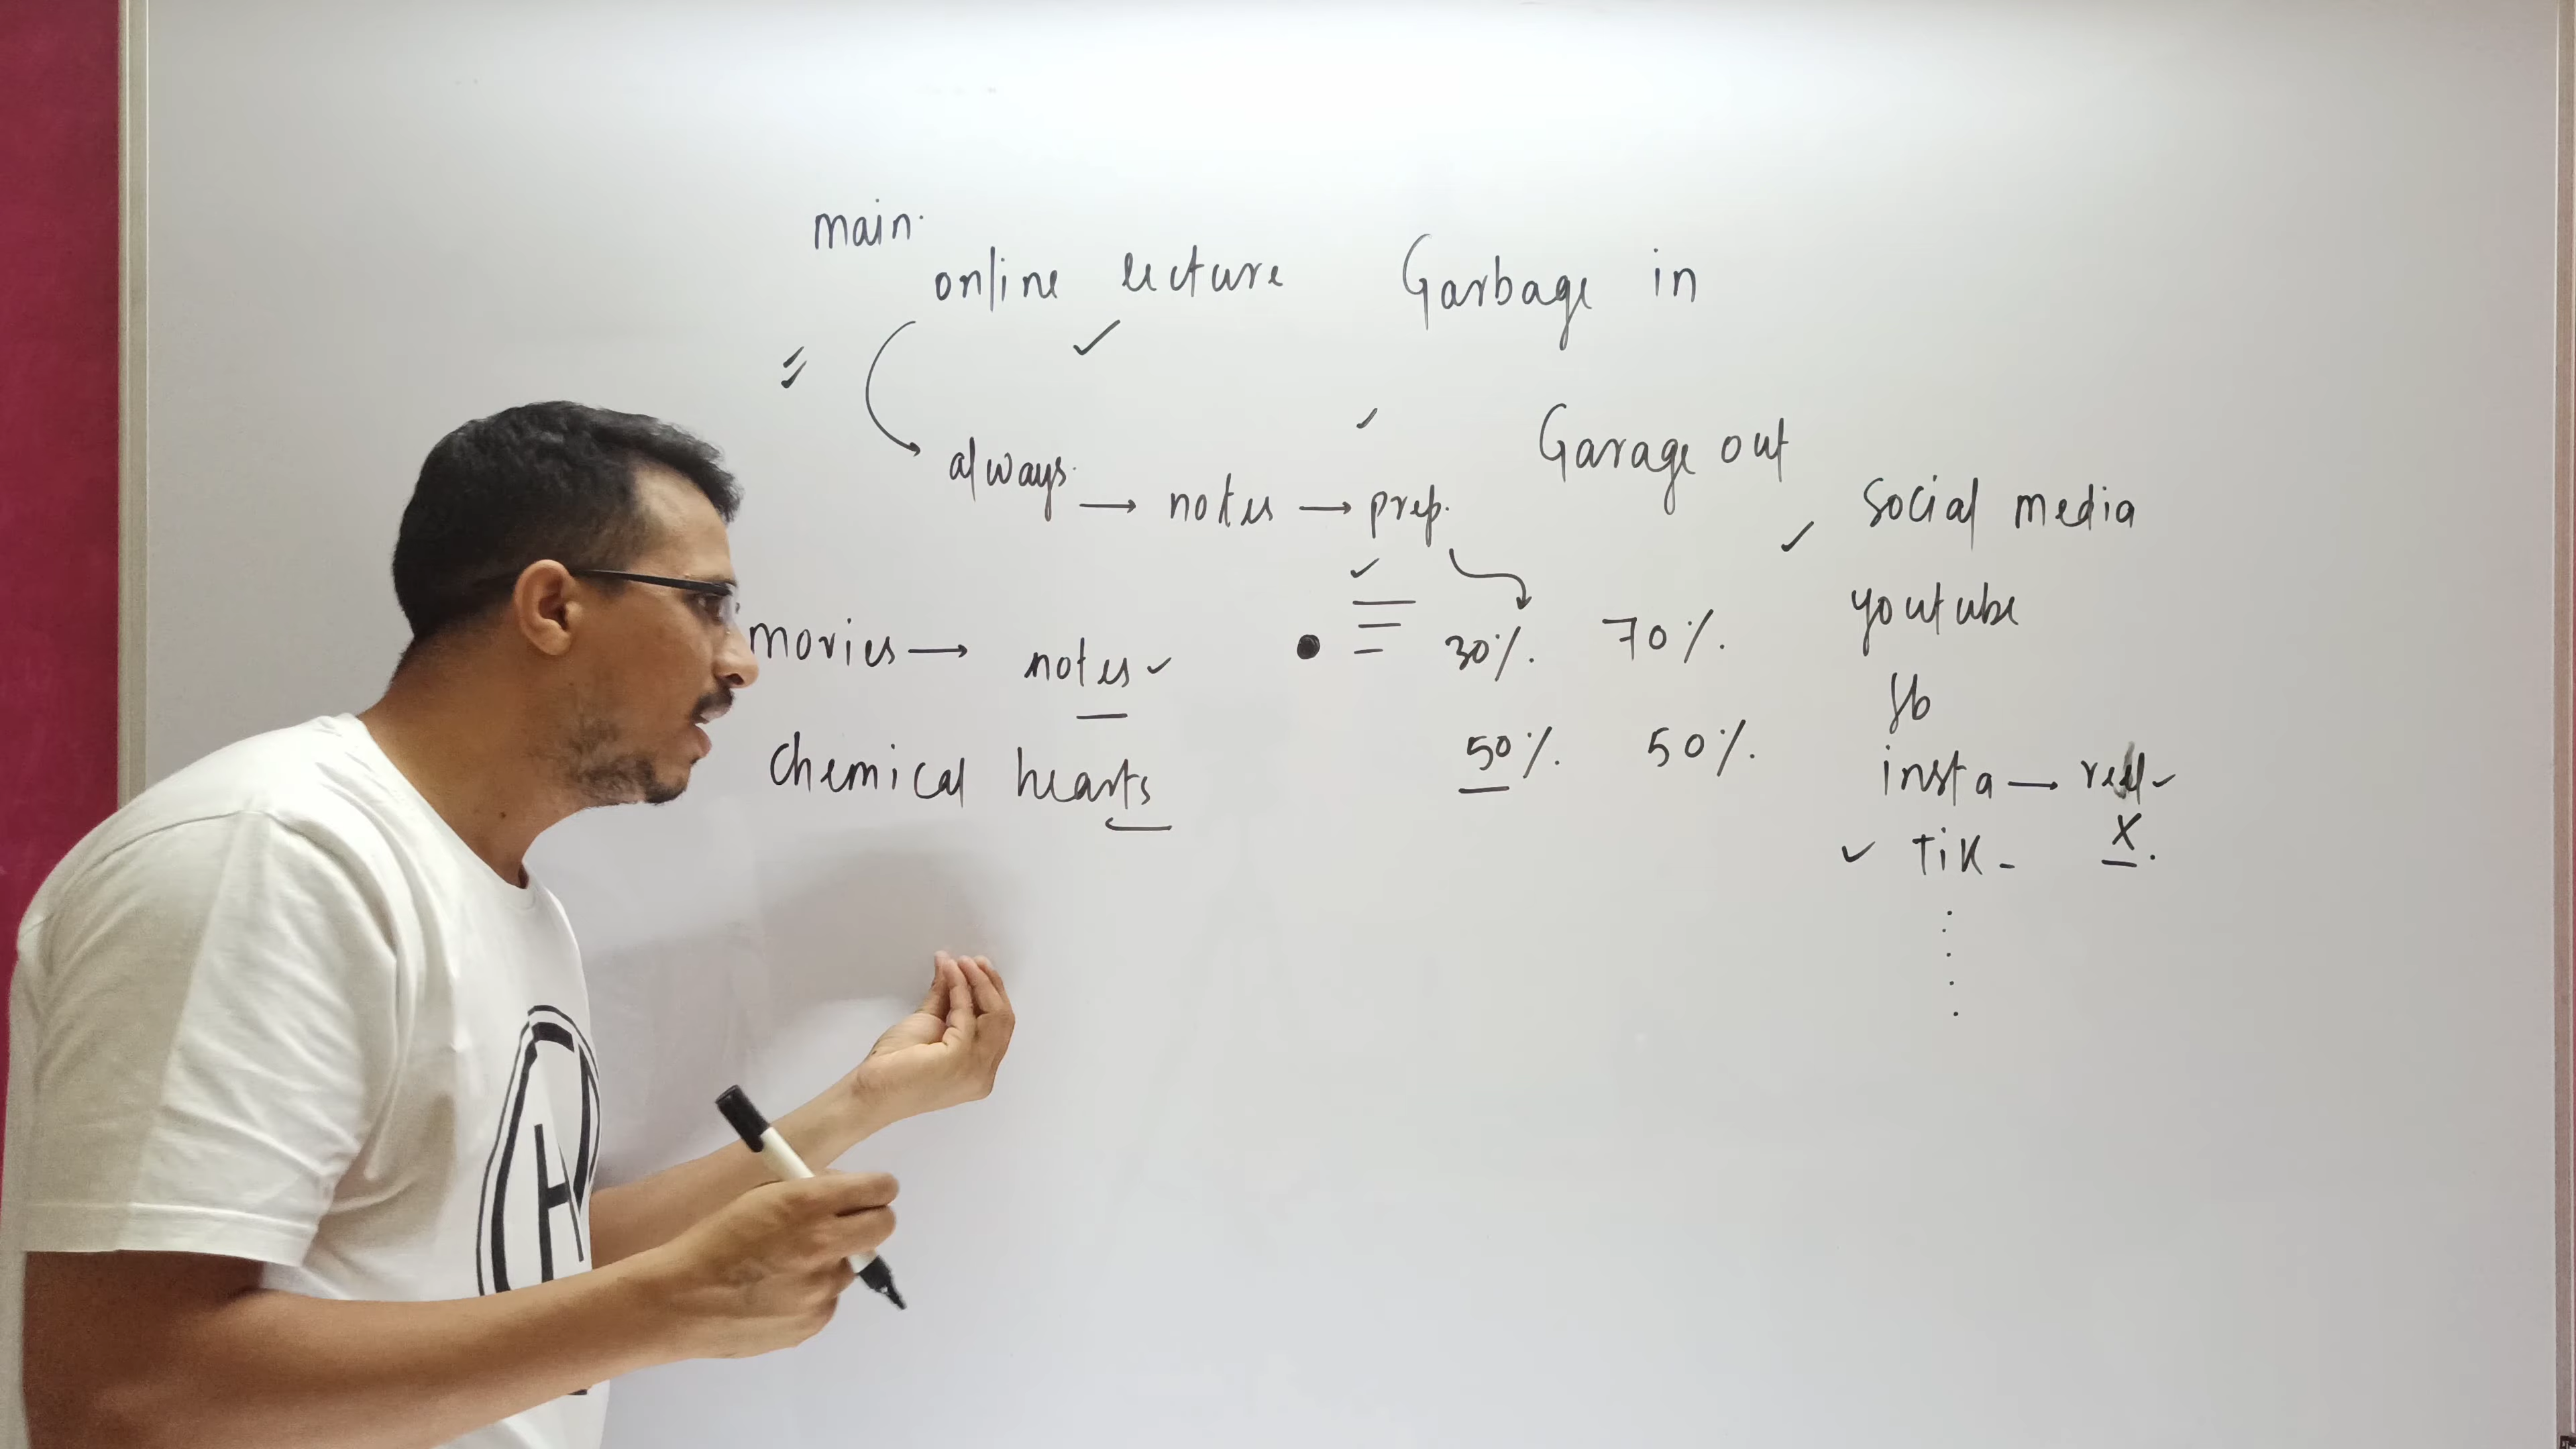 main.
online lecture
Garbage in
always.
→ notes → prep.
Garage out
social media
youtube
fb
insta — reel
Tik -
X.
movies → notes
chemical hearts
30%. 70%.
50%. 50%.